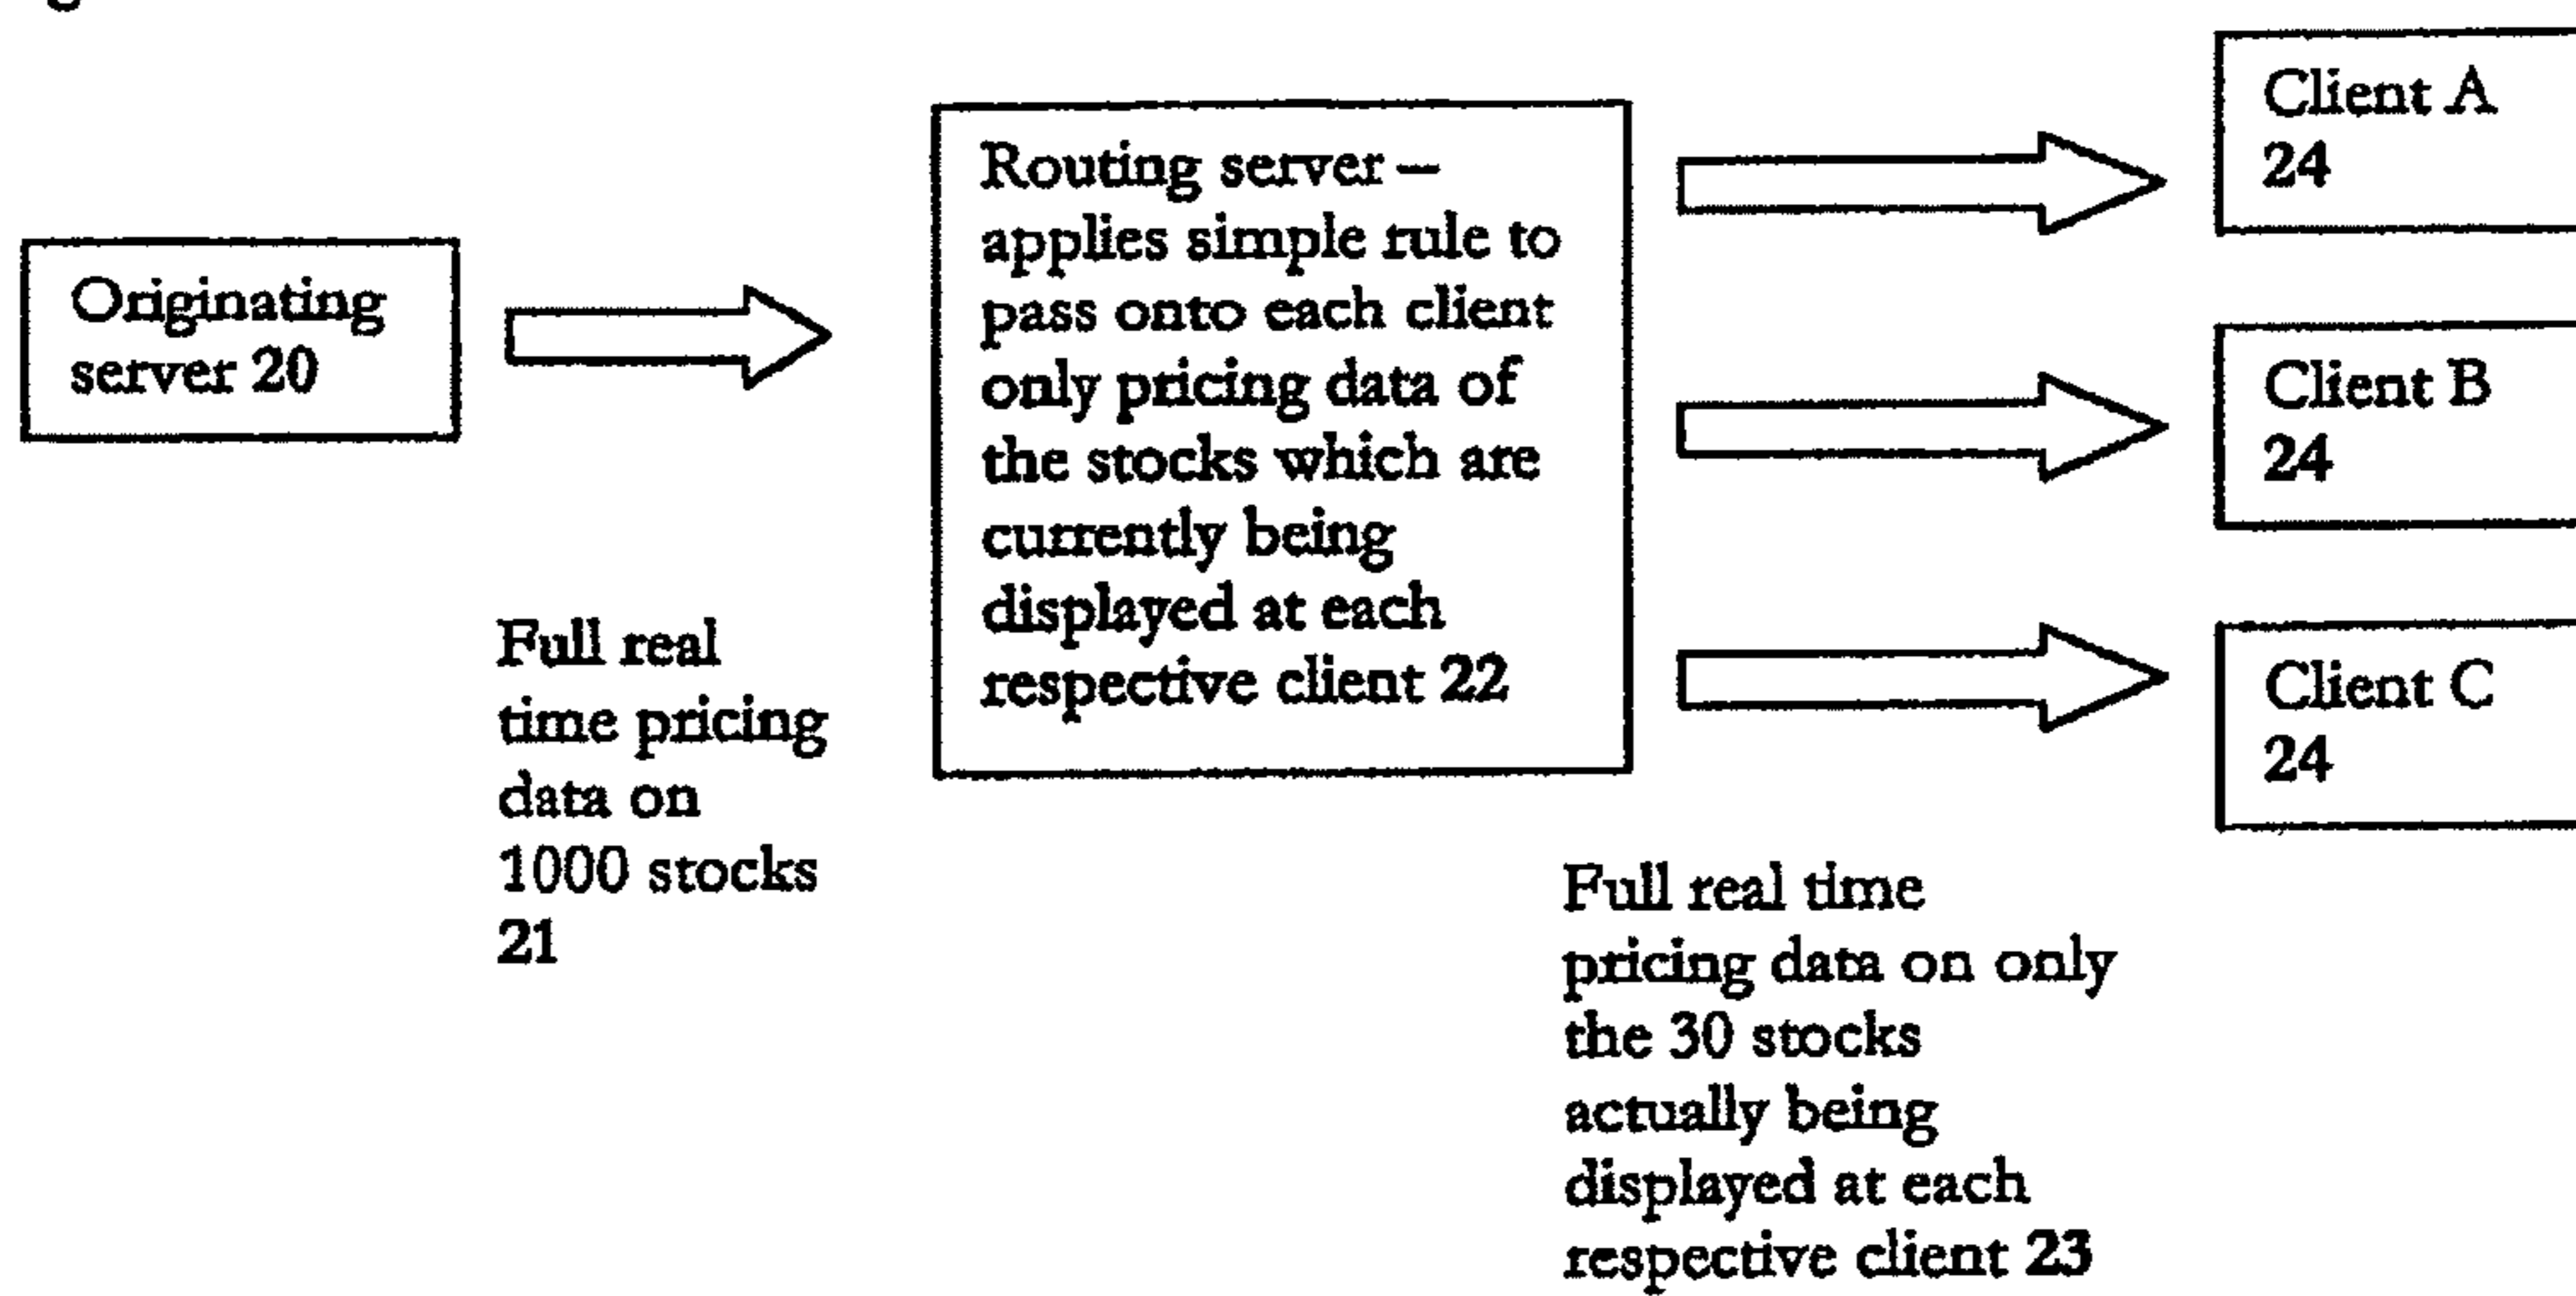 Originating
server 20
Full real
time pricing
data on
1000 stocks
21
Routing server –
applies simple rule to
pass onto each client
only pricing data of
the stocks which are
currently being
displayed at each
respective client 22
Client A
24
Client B
24
Client C
24
Full real time
pricing data on only
the 30 stocks
actually being
displayed at each
respective client 23